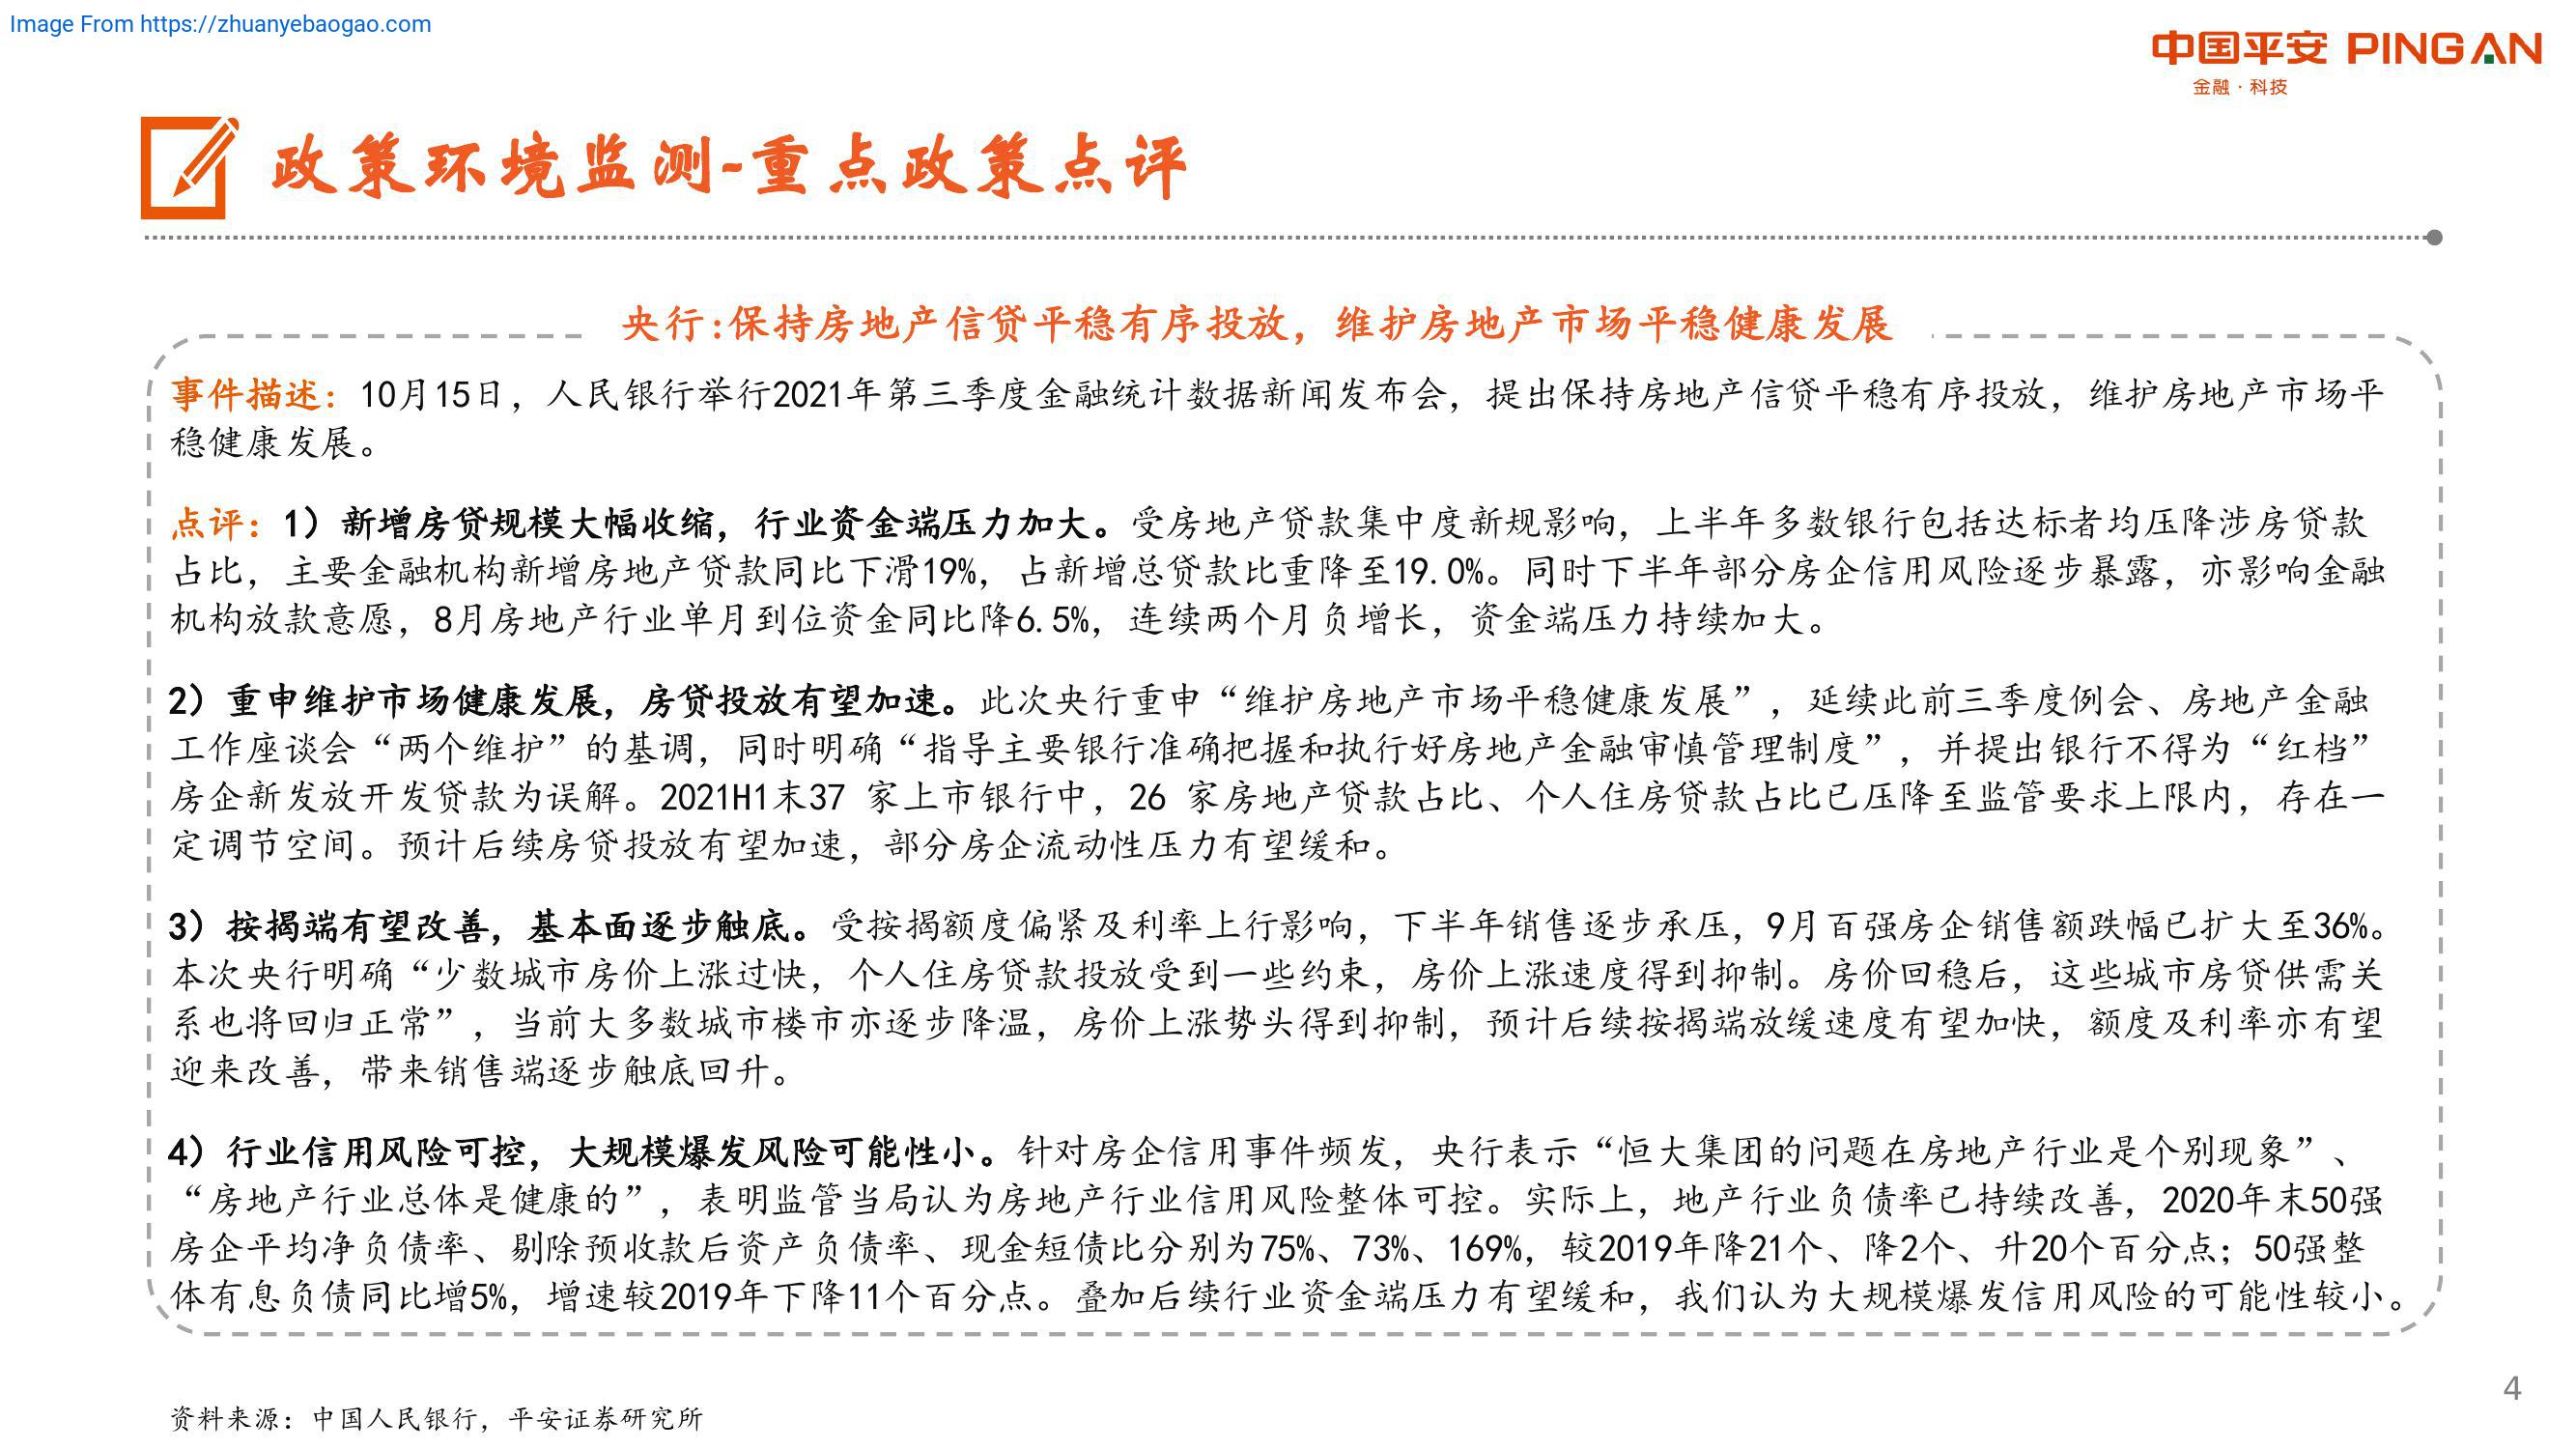 Image From https://zhuanyebaogao.com
中国平安 PINGAN
金融·科技
政策环境监测-重点政策点评
央行:保持房地产信贷平稳有序投放，维护房地产市场平稳健康发展
事件描述：10月15日，人民银行举行2021年第三季度金融统计数据新闻发布会，提出保持房地产信贷平稳有序投放，维护房地产市场平
稳健康发展。
点评：1）新增房贷规模大幅收缩，行业资金端压力加大。受房地产贷款集中度新规影响，上半年多数银行包括达标者均压降涉房贷款
占比，主要金融机构新增房地产贷款同比下滑19%，占新增总贷款比重降至19.0%。同时下半年部分房企信用风险逐步暴露，亦影响金融
机构放款意愿，8月房地产行业单月到位资金同比降6.5%，连续两个月负增长，资金端压力持续加大。
2）重申维护市场健康发展，房贷投放有望加速。此次央行重申“维护房地产市场平稳健康发展”，延续此前三季度例会、房地产金融
工作座谈会“两个维护”的基调，同时明确“指导主要银行准确把握和执行好房地产金融审慎管理制度”，并提出银行不得为“红档”
房企新发放开发贷款为误解。2021H1末37 家上市银行中，26 家房地产贷款占比、个人住房贷款占比已压降至监管要求上限内，存在一
定调节空间。预计后续房贷投放有望加速，部分房企流动性压力有望缓和。
3）按揭端有望改善，基本面逐步触底。受按揭额度偏紧及利率上行影响，下半年销售逐步承压，9月百强房企销售额跌幅已扩大至36%。
本次央行明确“少数城市房价上涨过快，个人住房贷款投放受到一些约束，房价上涨速度得到抑制。房价回稳后，这些城市房贷供需关
系也将回归正常”，当前大多数城市楼市亦逐步降温，房价上涨势头得到抑制，预计后续按揭端放缓速度有望加快，额度及利率亦有望
迎来改善，带来销售端逐步触底回升。
4）行业信用风险可控，大规模爆发风险可能性小。针对房企信用事件频发，央行表示“恒大集团的问题在房地产行业是个别现象”、
“房地产行业总体是健康的”，表明监管当局认为房地产行业信用风险整体可控。实际上，地产行业负债率已持续改善，2020年末50强
房企平均净负债率、剔除预收款后资产负债率、现金短债比分别为75%、73%、169%，较2019年降21个、降2个、升20个百分点；50强整
体有息负债同比增5%，增速较2019年下降11个百分点。叠加后续行业资金端压力有望缓和，我们认为大规模爆发信用风险的可能性较小。
4
资料来源：中国人民银行，平安证券研究所